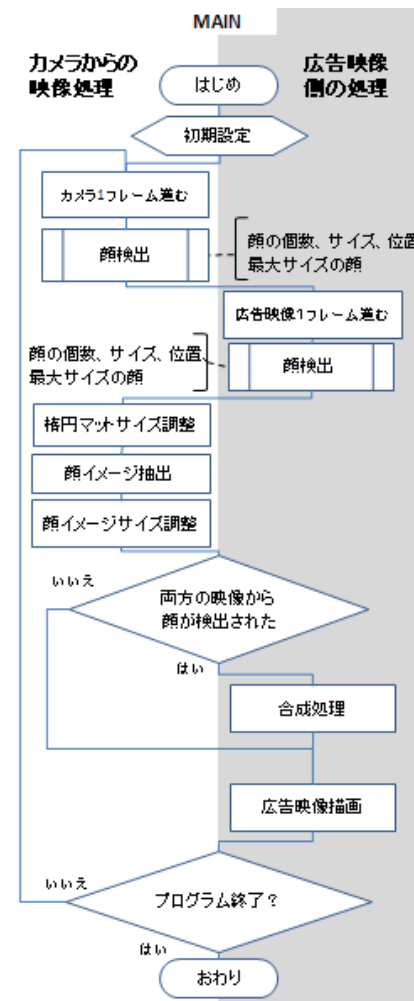 MAIN
カメラからの
映像処理
広告映像
側の処理
はじめ
初期設定
カメラ1フレーム進む
顔検出
顔の個数、サイズ、位置
最大サイズの顔
広告映像1フレーム進む
顔検出
顔の個数、サイズ、位置
最大サイズの顔
楕円マットサイズ調整
顔イメージ抽出
顔イメージサイズ調整
いいえ
両方の映像から
顔が検出された
はい
合成処理
広告映像描画
いいえ
プログラム終了?
はい
おわり